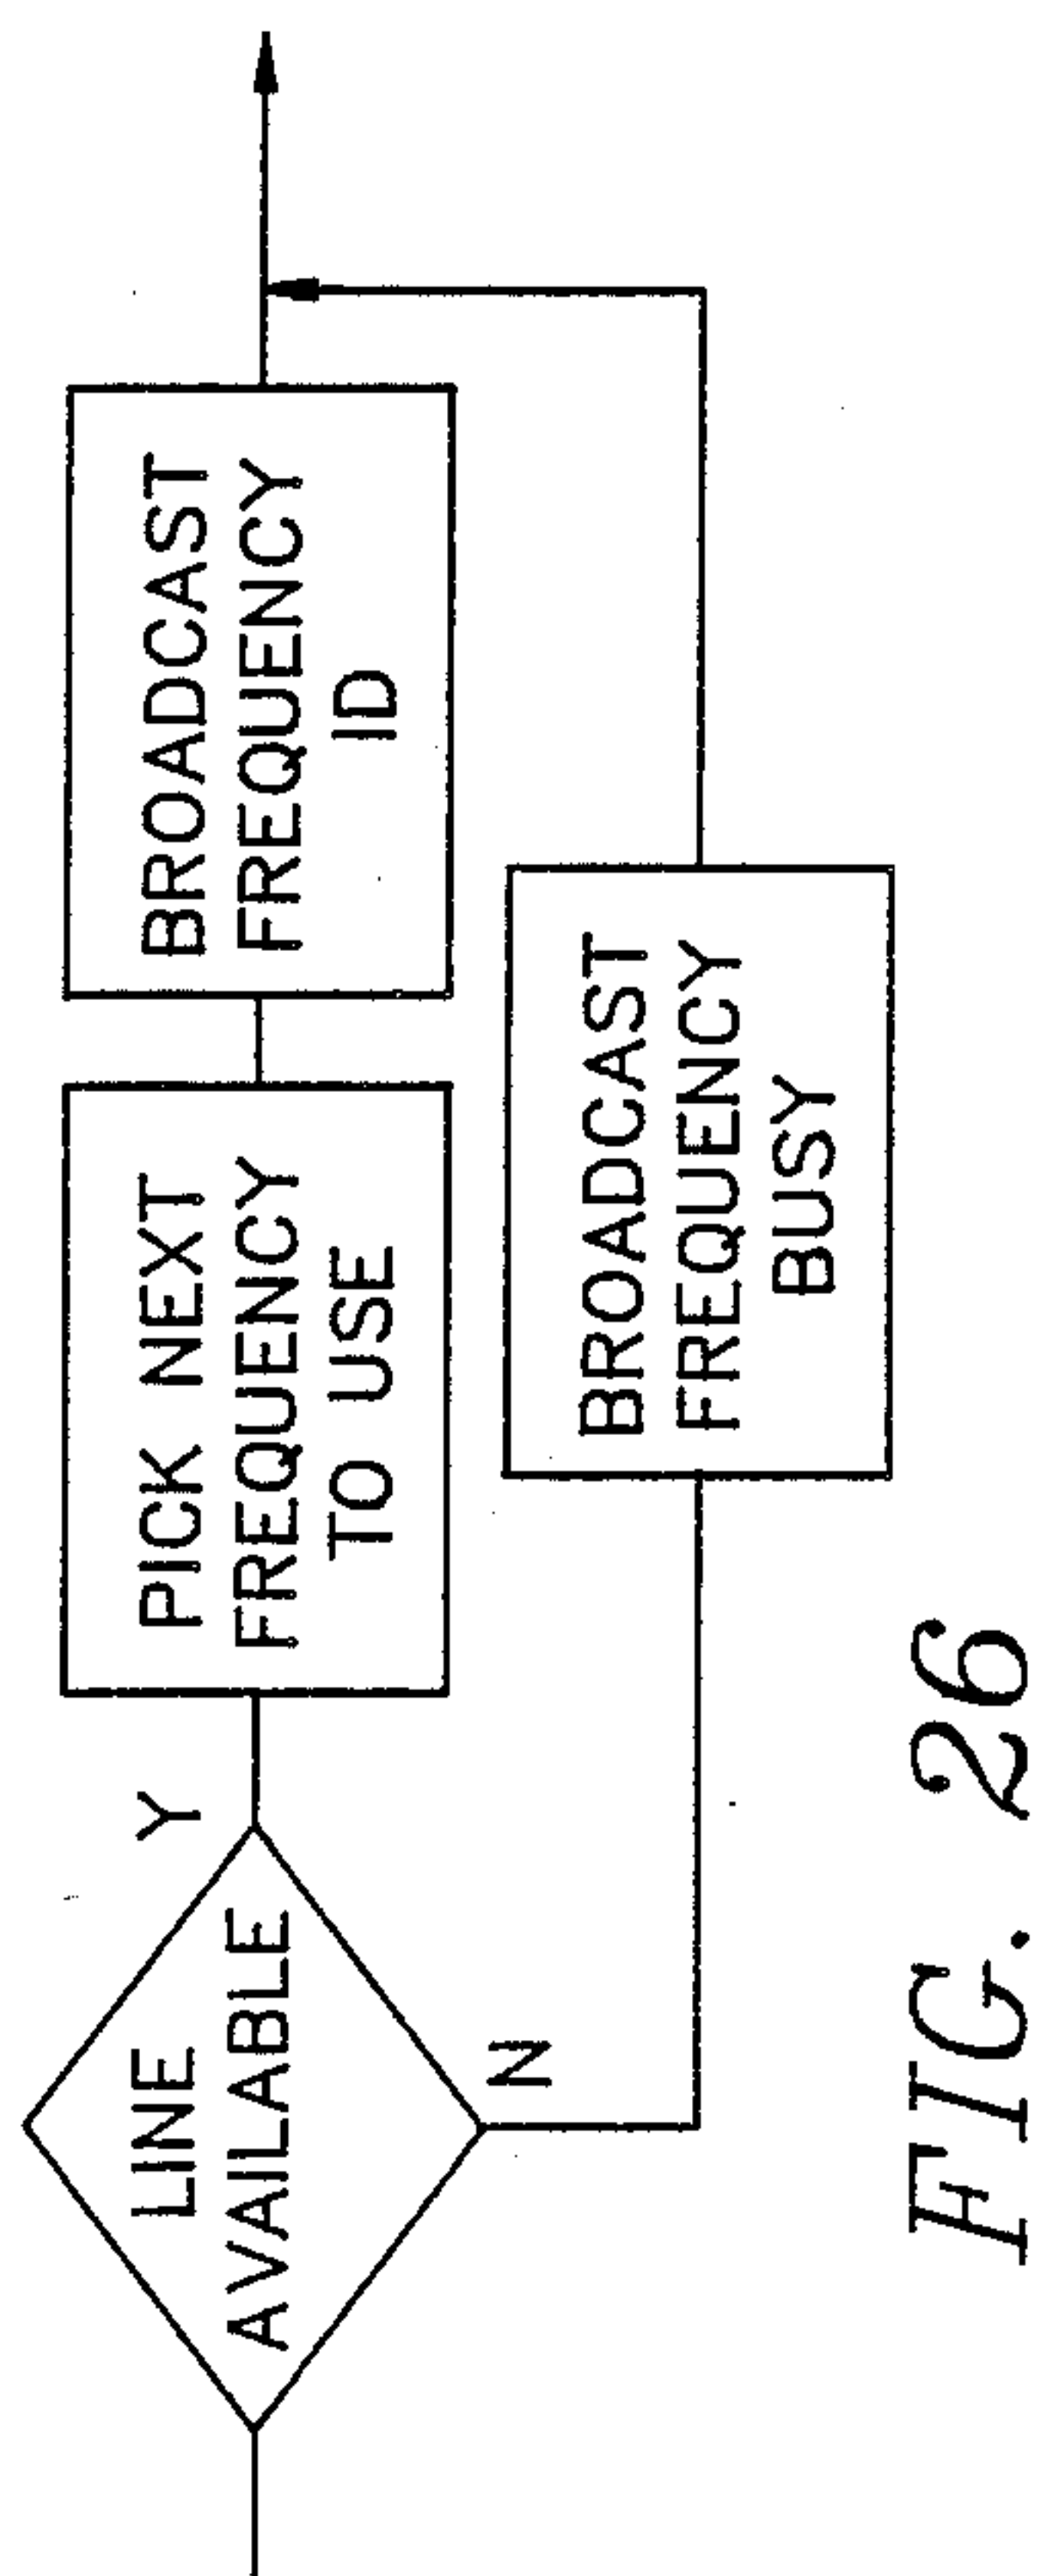 LINE
AVAILABLE
Y
N
PICK NEXT
FREQUENCY
TO USE
BROADCAST
FREQUENCY
ID
BROADCAST
FREQUENCY
BUSY
FIG. 26